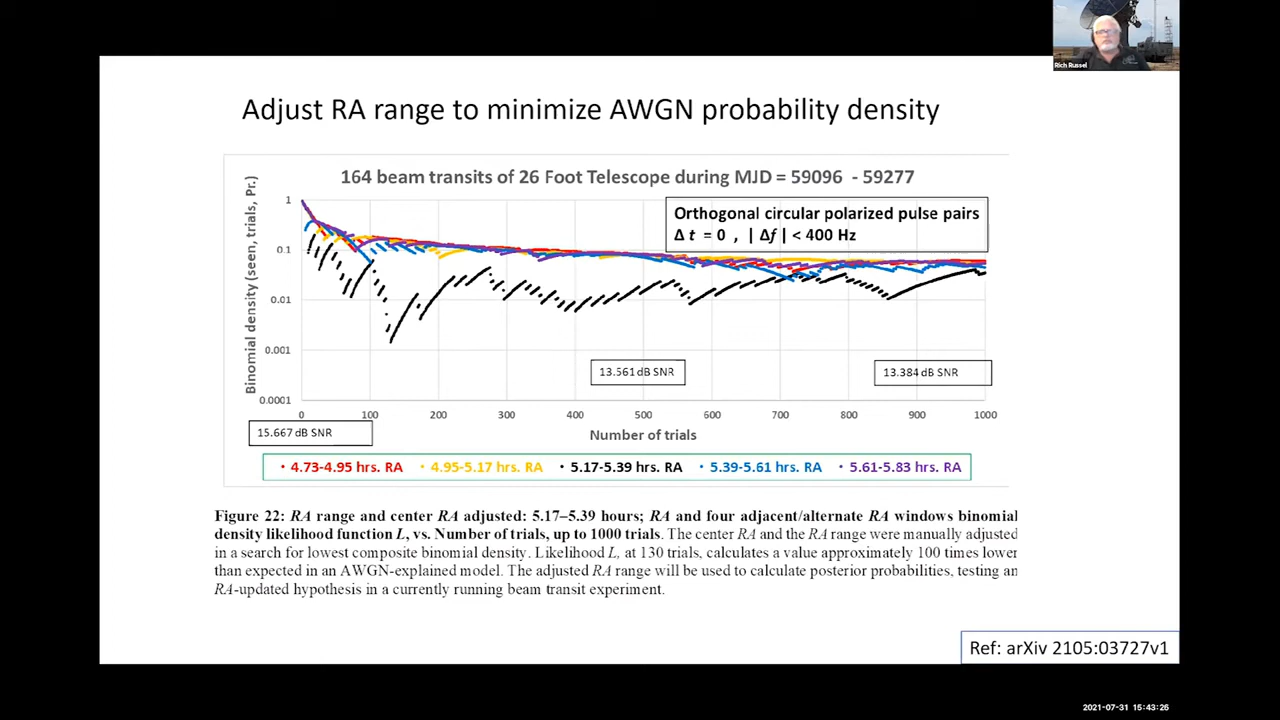 Rich Russel
Adjust RA range to minimize AWGN probability density
164 beam transits of 26 Foot Telescope during MJD = 59096 - 59277
Orthogonal circular polarized pulse pairs
Δ t = 0 , | Δf | < 400 Hz
Binomial density (seen, trials, Pr.)
1
0.1
0.01
0.001
0.0001
13.561 dB SNR
13.384 dB SNR
0 100 200 300 400 500 600 700 800 900 1000
15.667 dB SNR
Number of trials
• 4.73-4.95 hrs. RA • 4.95-5.17 hrs. RA • 5.17-5.39 hrs. RA • 5.39-5.61 hrs. RA • 5.61-5.83 hrs. RA
Figure 22: RA range and center RA adjusted: 5.17–5.39 hours; RA and four adjacent/alternate RA windows binomial
density likelihood function L, vs. Number of trials, up to 1000 trials. The center RA and the RA range were manually adjusted
in a search for lowest composite binomial density. Likelihood L, at 130 trials, calculates a value approximately 100 times lower
than expected in an AWGN-explained model. The adjusted RA range will be used to calculate posterior probabilities, testing an
RA-updated hypothesis in a currently running beam transit experiment.
Ref: arXiv 2105:03727v1
2021-07-31 15:43:26